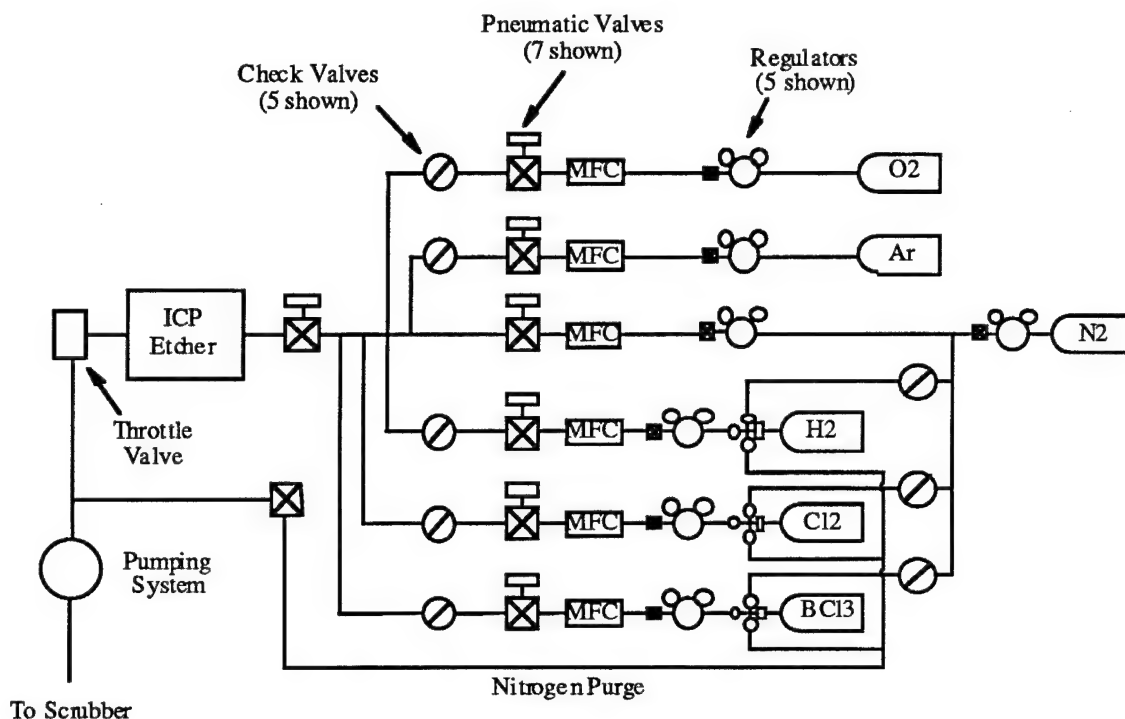 Pneumatic Valves
(7 shown)
Check Valves
(5 shown)
Regulators
(5 shown)
MFC
O2
MFC
Ar
ICP
Etcher
MFC
N2
Throttle
Valve
MFC
H2
MFC
Cl2
Pumping
System
MFC
BCl3
Nitrogen Purge
To Scrubber